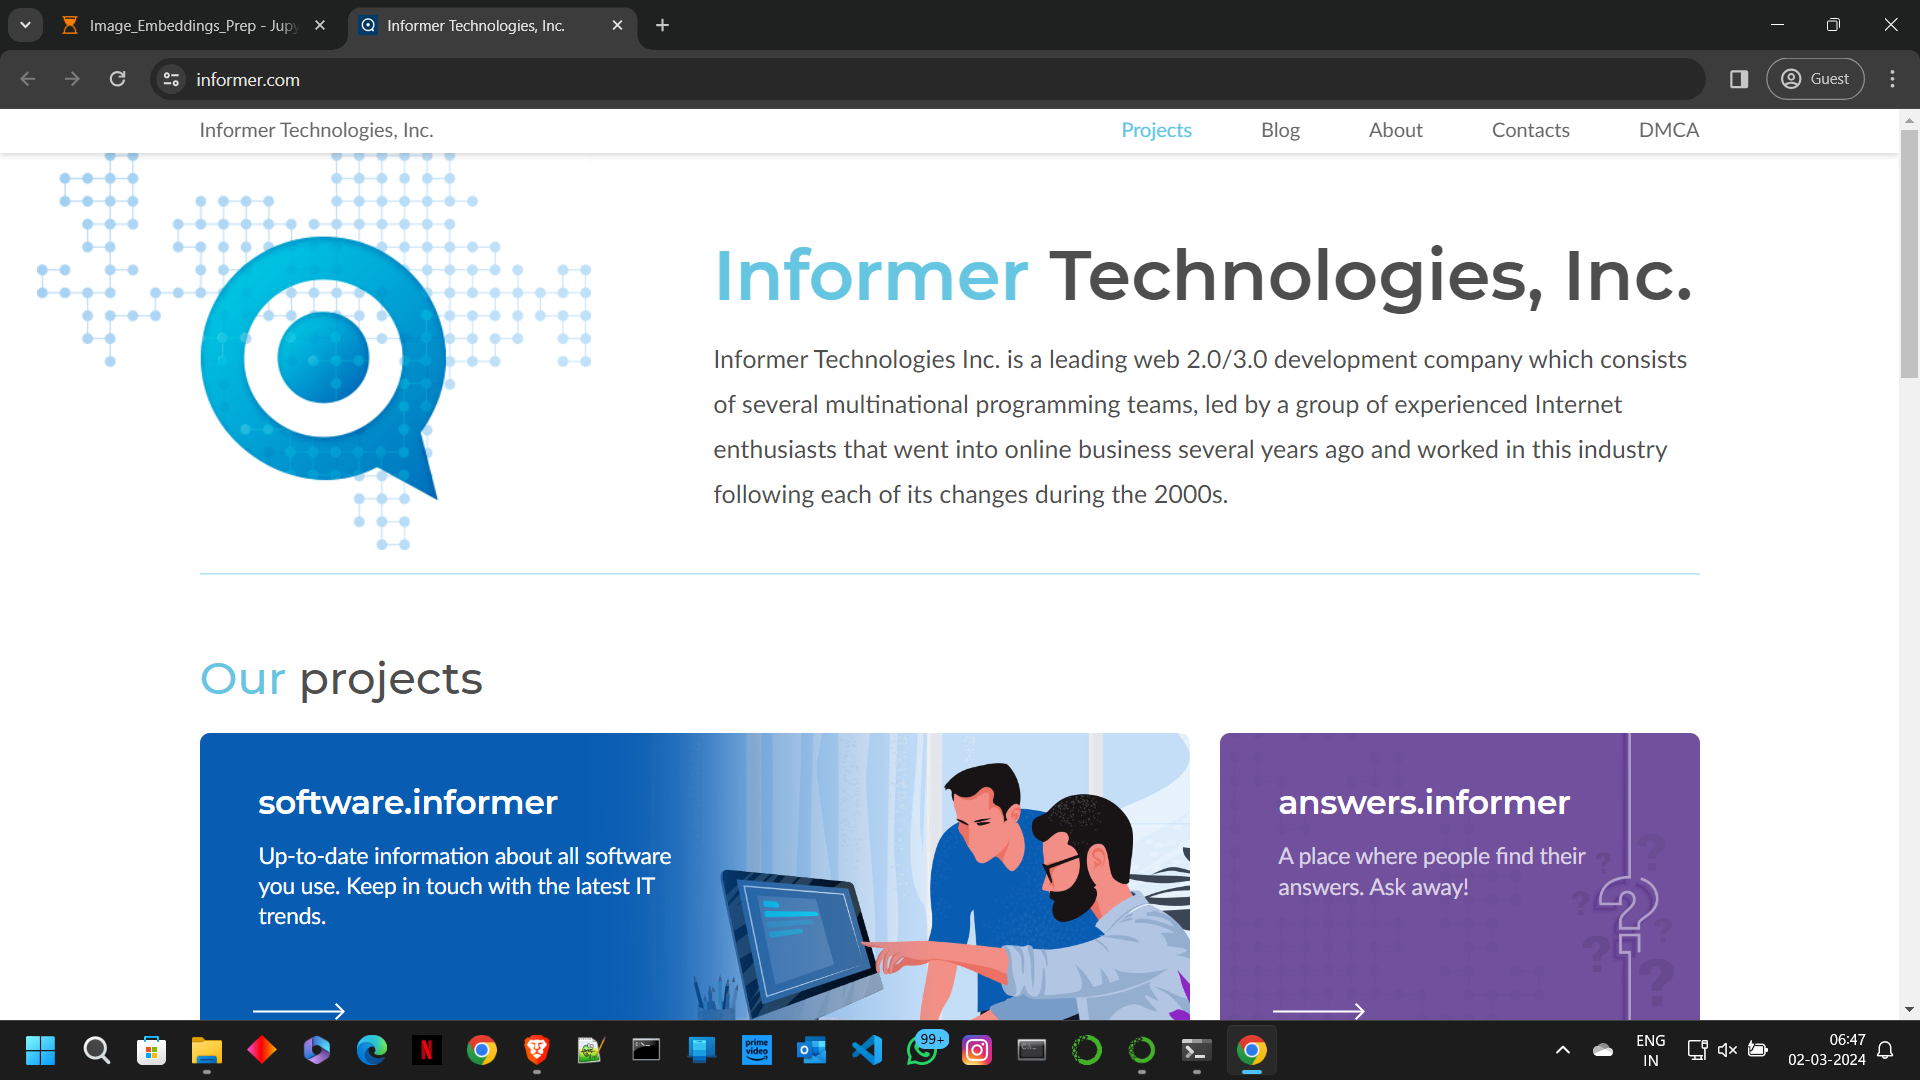 Image_Embeddings_Prep - Jupy
Informer Technologies, Inc.
informer.com
Guest
Informer Technologies, Inc.
Projects
Blog
About
Contacts
DMCA
Informer Technologies, Inc.
Informer Technologies Inc. is a leading web 2.0/3.0 development company which consists
of several multinational programming teams, led by a group of experienced Internet
enthusiasts that went into online business several years ago and worked in this industry
following each of its changes during the 2000s.
Our projects
software.informer
Up-to-date information about all software
you use. Keep in touch with the latest IT
trends.
answers.informer
A place where people find their
answers. Ask away!
prime
video
99+
ENG
IN
06:47
02-03-2024